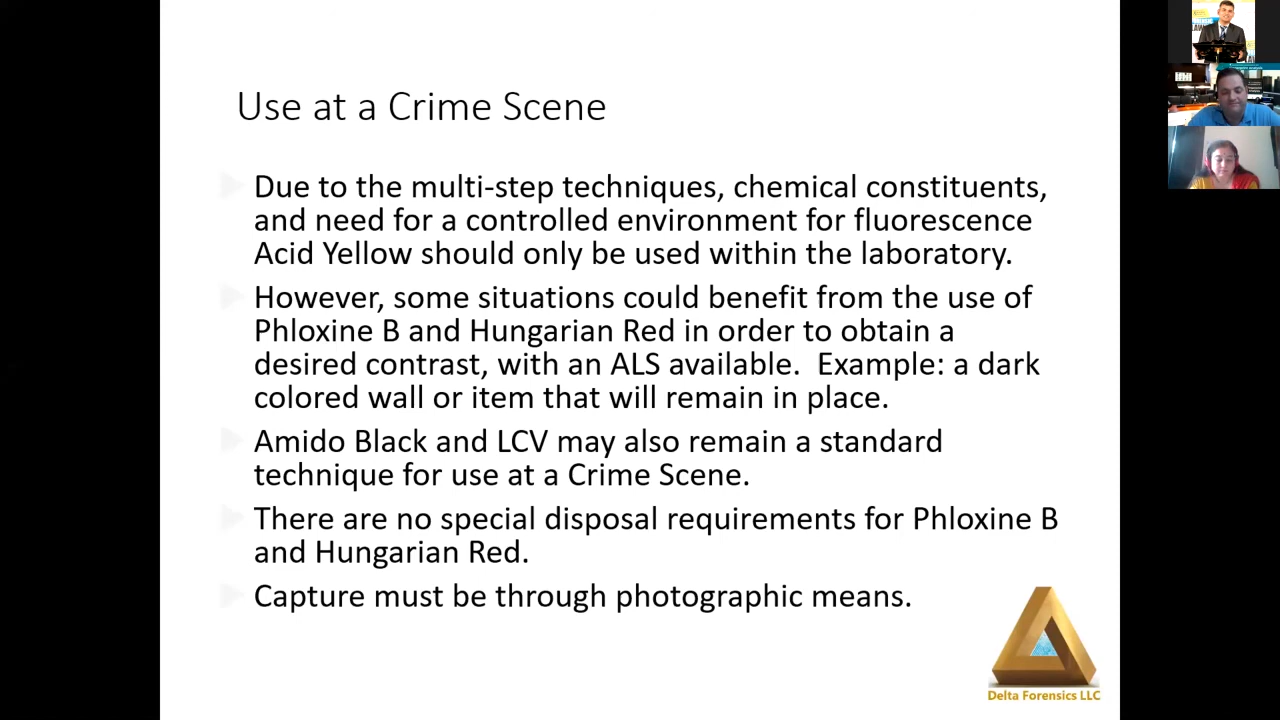 Use at a Crime Scene
Due to the multi-step techniques, chemical constituents,
and need for a controlled environment for fluorescence
Acid Yellow should only be used within the laboratory.
However, some situations could benefit from the use of
Phloxine B and Hungarian Red in order to obtain a
desired contrast, with an ALS available.  Example: a dark
colored wall or item that will remain in place.
Amido Black and LCV may also remain a standard
technique for use at a Crime Scene.
There are no special disposal requirements for Phloxine B
and Hungarian Red.
Capture must be through photographic means.
Delta Forensics LLC